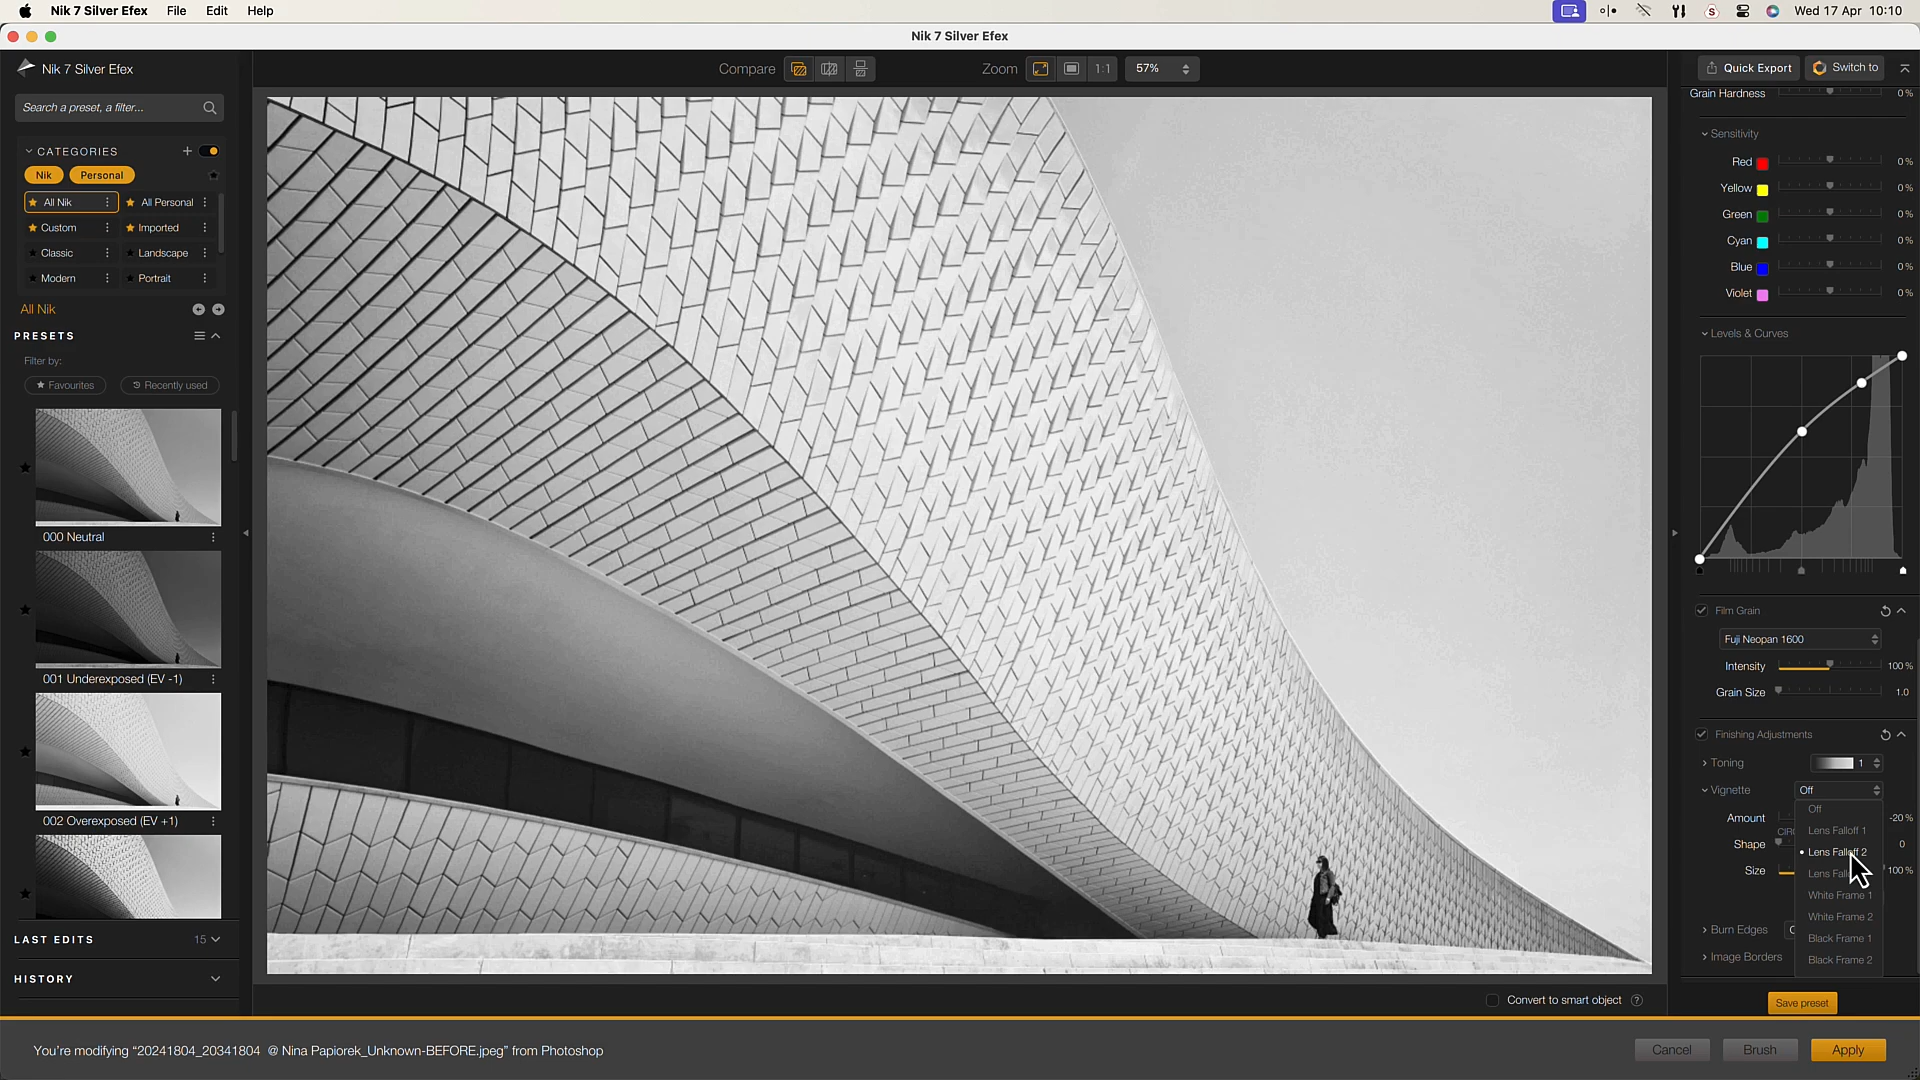 Nik 7 Silver Efex File Edit Help
Wed 17 Apr 10:10
Nik 7 Silver Efex
Nik 7 Silver Efex
Compare
Zoom
1:1
57%
Quick Export
Switch to
Search a preset, a filter...
CATEGORIES
Nik
Personal
All Nik
All Personal
Custom
Imported
Classic
Landscape
Modern
Portrait
All Nik
PRESETS
Filter by:
Favourites
Recently used
000 Neutral
001 Underexposed (EV -1)
002 Overexposed (EV +1)
LAST EDITS 15
HISTORY
Grain Hardness 0 %
Sensitivity
Red 0 %
Yellow 0 %
Green 0 %
Cyan 0 %
Blue 0 %
Violet 0 %
Levels & Curves
Film Grain
Fuji Neopan 1600
Intensity 100 %
Grain Size 1.0
Finishing Adjustments
Toning 1
Vignette Off
Off
Amount -20 %
Lens Falloff 1
Shape 0
Lens Falloff 2
Size 100 %
White Frame 1
White Frame 2
Burn Edges
Black Frame 1
Image Borders
Black Frame 2
Convert to smart object ?
Save preset
You're modifying "20241804_20341804 @ Nina Papiorek_Unknown-BEFORE.jpeg" from Photoshop
Cancel
Brush
Apply